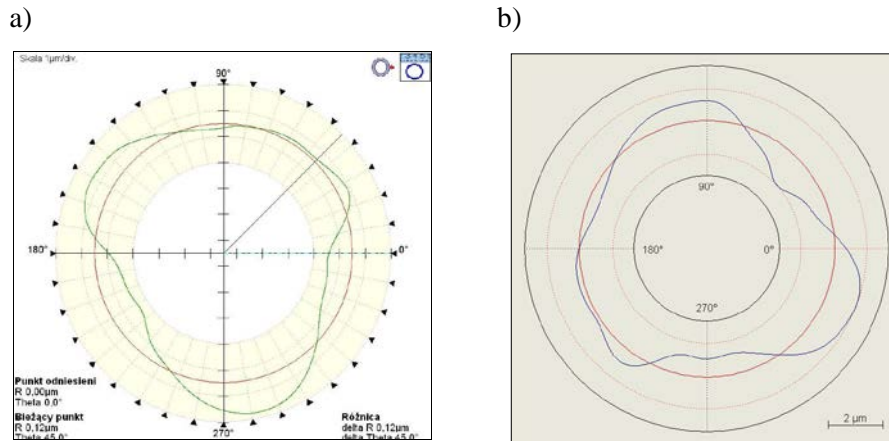 a)
b)
Skala 1µm/div.
90°
180°
0°
270°
Punkt odniesieni
R 0,00µm
Theta 0,0°
Bieżący punkt
R 0,12µm
Theta 45,0°
Różnica
delta R 0,12µm
delta Theta 45,0°
90°
180°
0°
270°
2 µm